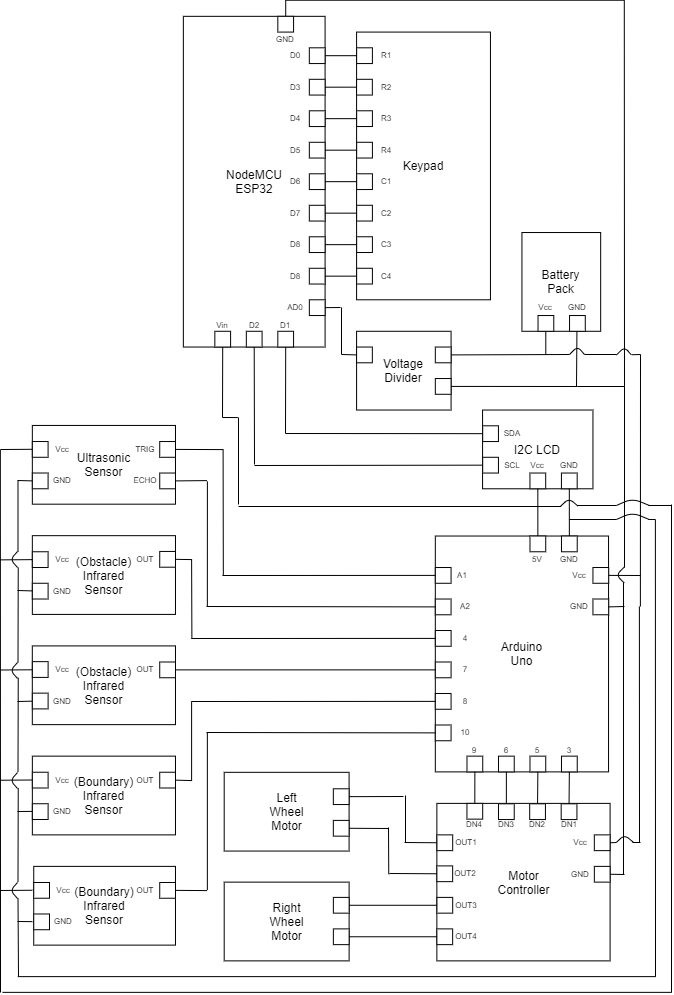 GND
D0
R1
D3
R2
D4
R3
D5
R4
NodeMCU
ESP32
Keypad
D6
C1
D7
C2
D8
C3
D8
C4
AD0
Vin
D2
D1
Battery
Pack
Vcc
GND
Voltage
Divider
SDA
I2C LCD
SCL
Vcc
GND
Vcc
TRIG
Ultrasonic
Sensor
GND
ECHO
Vcc
(Obstacle)
OUT
Infrared
Sensor
GND
5V
GND
A1
Vcc
A2
GND
4
Arduino
Uno
Vcc
(Obstacle)
OUT
Infrared
Sensor
GND
7
8
10
9
6
5
3
Vcc
(Boundary)
OUT
Infrared
Sensor
GND
Left
Wheel
Motor
DN4
DN3
DN2
DN1
OUT1
Vcc
OUT2
GND
Motor
Controller
OUT3
OUT4
Vcc
(Boundary)
OUT
Infrared
Sensor
GND
Right
Wheel
Motor